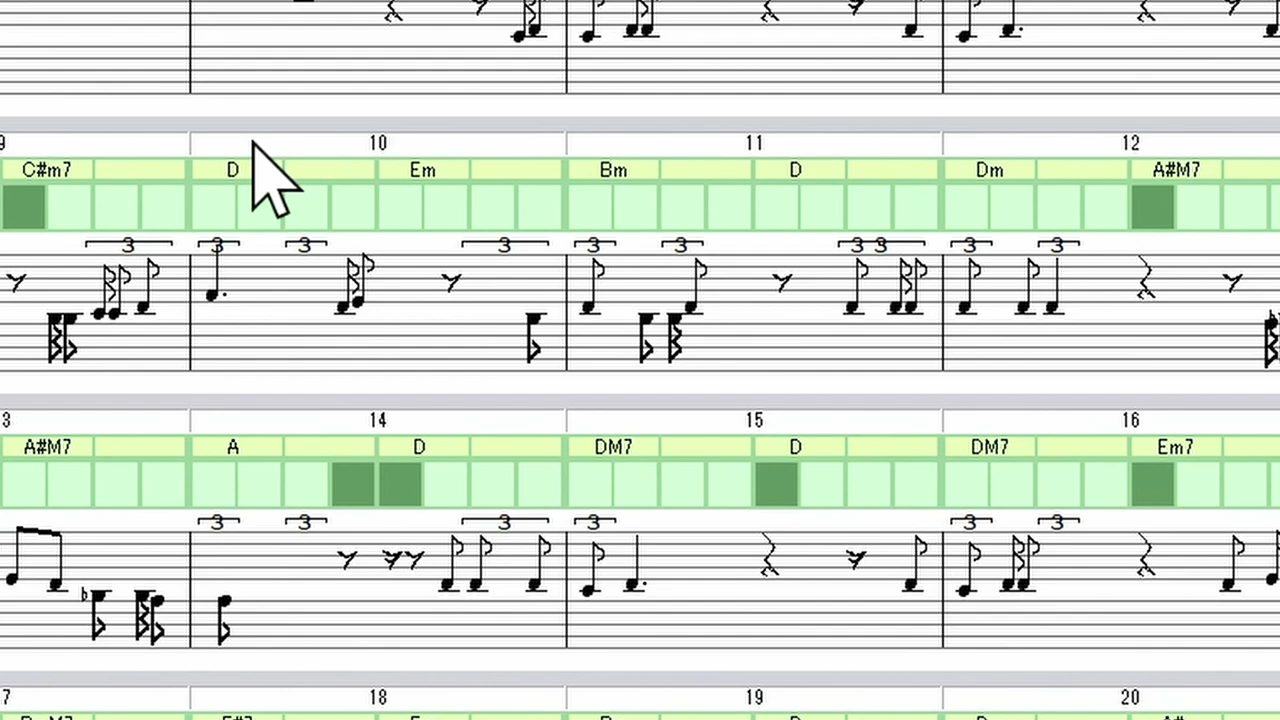 9 10 11 12
C#m7 D Em Bm D Dm A#M7
3 3 3 3 3 3 3 3 3 3
3 14 15 16
A#M7 A D DM7 D DM7 Em7
3 3 3 3 3 3
7 18 19 20